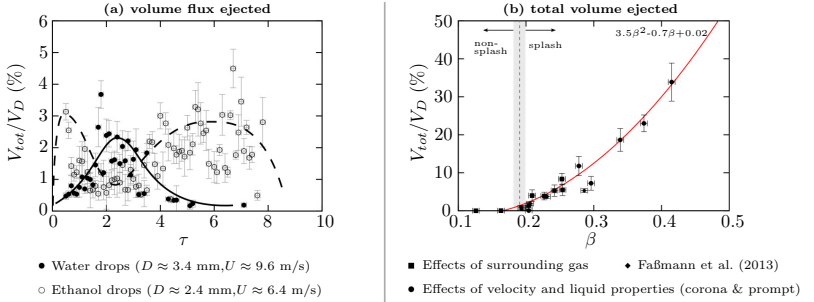 (a) volume flux ejected
6
5
4
3
2
1
0
V_tot/V_D (%)
0 2 4 6 8 10
τ
● Water drops (D ≈ 3.4 mm,U ≈ 9.6 m/s)
○ Ethanol drops (D ≈ 2.4 mm,U ≈ 6.4 m/s)
(b) total volume ejected
50
40
30
20
10
0
V_tot/V_D (%)
3.5β²-0.7β+0.02
non-
splash
splash
0.1 0.2 0.3 0.4 0.5
β
■ Effects of surrounding gas ◆ Faßmann et al. (2013)
● Effects of velocity and liquid properties (corona & prompt)